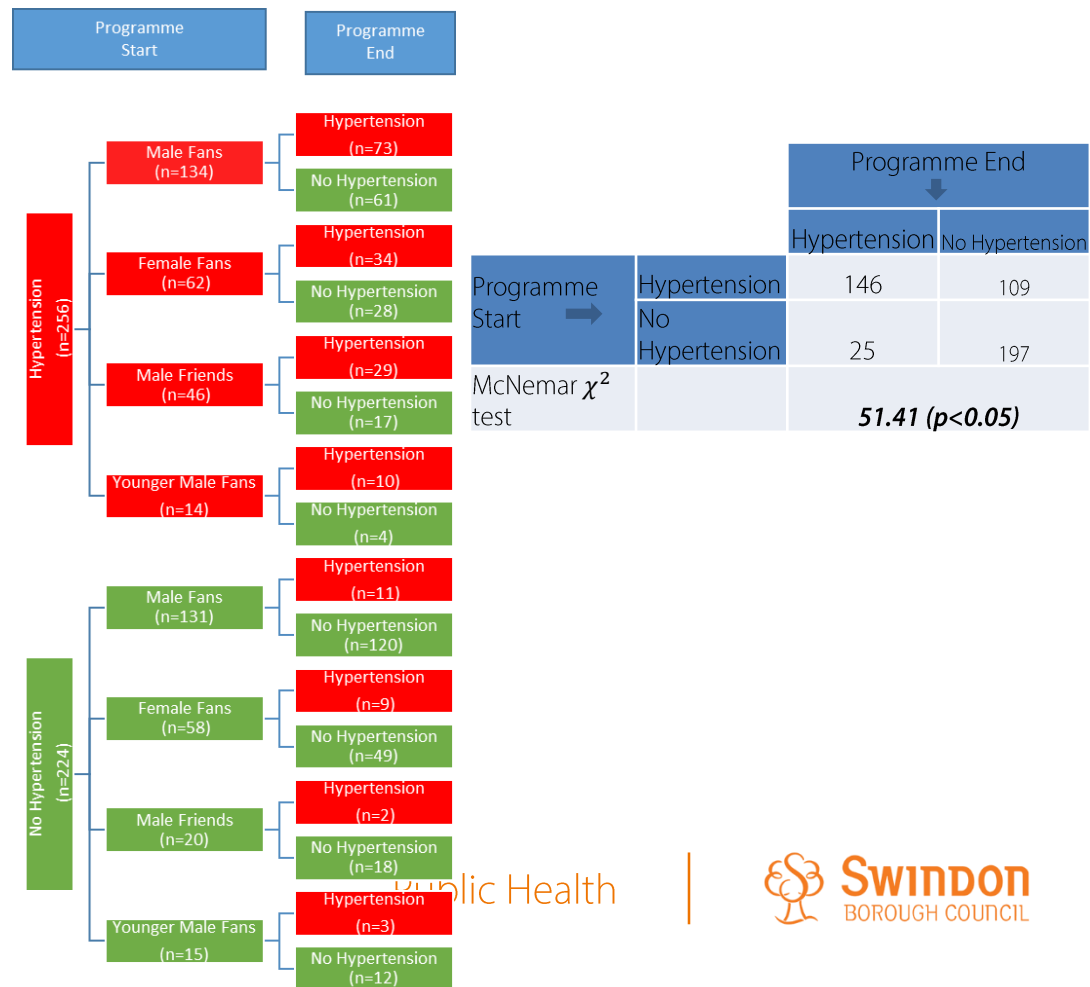 Programme
Start
Programme
End
Hypertension
(n=256)
Male Fans
(n=134)
Hypertension
(n=73)
No Hypertension
(n=61)
Female Fans
(n=62)
Hypertension
(n=34)
No Hypertension
(n=28)
Male Friends
(n=46)
Hypertension
(n=29)
No Hypertension
(n=17)
Younger Male Fans
(n=14)
Hypertension
(n=10)
No Hypertension
(n=4)
No Hypertension
(n=224)
Male Fans
(n=131)
Hypertension
(n=11)
No Hypertension
(n=120)
Female Fans
(n=58)
Hypertension
(n=9)
No Hypertension
(n=49)
Male Friends
(n=20)
Hypertension
(n=2)
No Hypertension
(n=18)
Younger Male Fans
(n=15)
Hypertension
(n=3)
No Hypertension
(n=12)
Programme End
Hypertension No Hypertension
Programme
Start
Hypertension
146 109
No
Hypertension
25 197
McNemar χ²
test
51.41 (p<0.05)
Public Health
SWINDON
BOROUGH COUNCIL